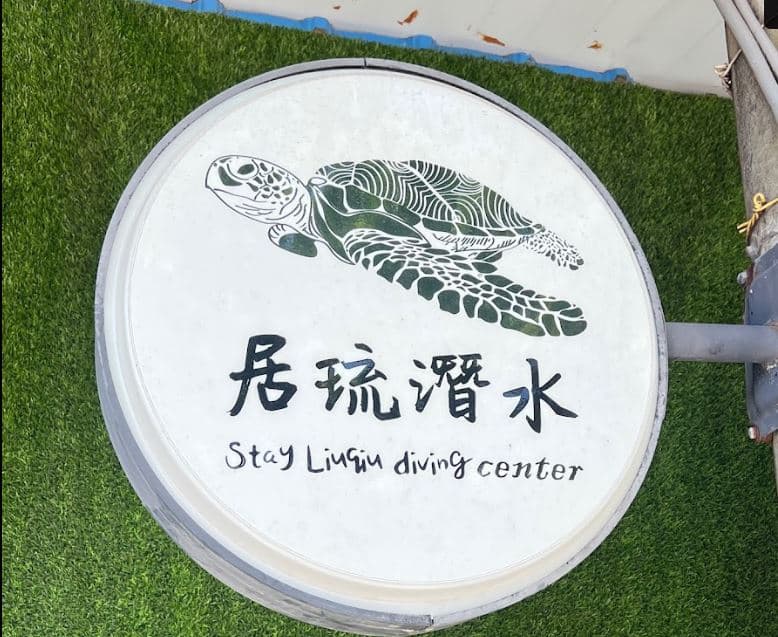 居琉潛水
Stay Liuqiu diving center